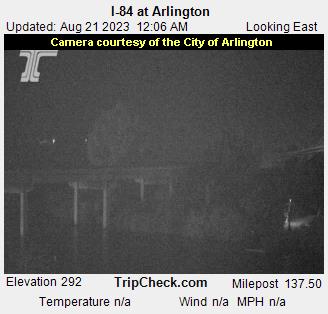 I-84 at Arlington
Updated: Aug 21 2023 12:06 AM Looking East
Camera courtesy of the City of Arlington
Elevation 292 TripCheck.com Milepost 137.50
Temperature n/a Wind n/a MPH n/a